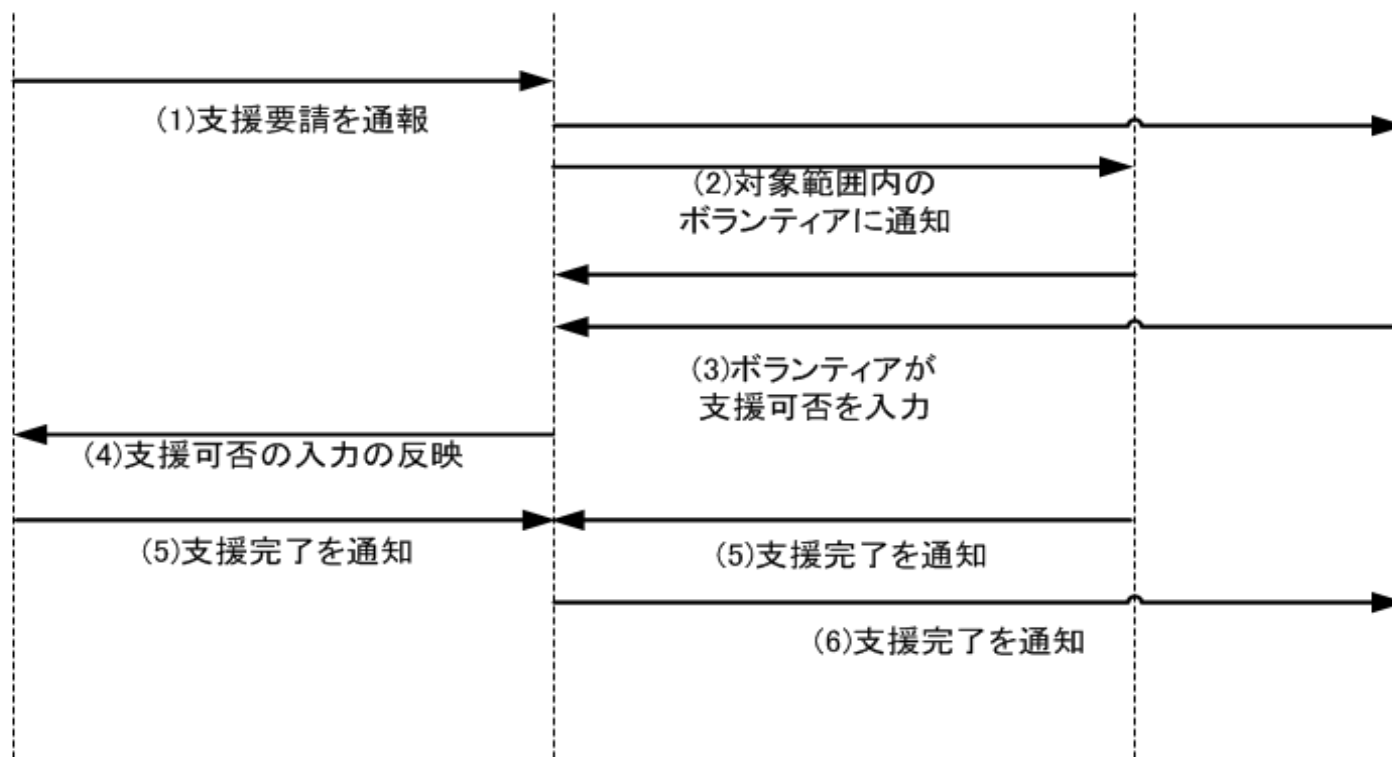 (1)支援要請を通報
(2)対象範囲内の
ボランティアに通知
(3)ボランティアが
支援可否を入力
(4)支援可否の入力の反映
(5)支援完了を通知
(5)支援完了を通知
(6)支援完了を通知